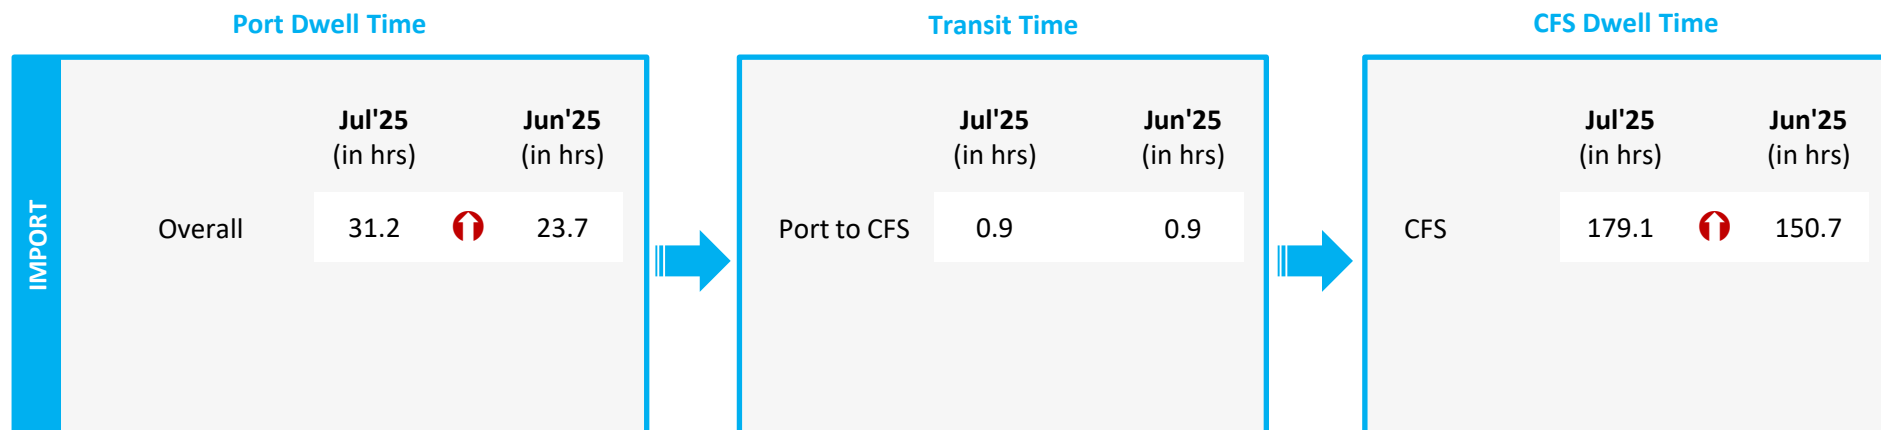 Port Dwell Time
Transit Time
CFS Dwell Time
IMPORT
Jul'25 Jun'25
(in hrs) (in hrs)
Overall 31.2 23.7
Jul'25 Jun'25
(in hrs) (in hrs)
Port to CFS 0.9 0.9
Jul'25 Jun'25
(in hrs) (in hrs)
CFS 179.1 150.7